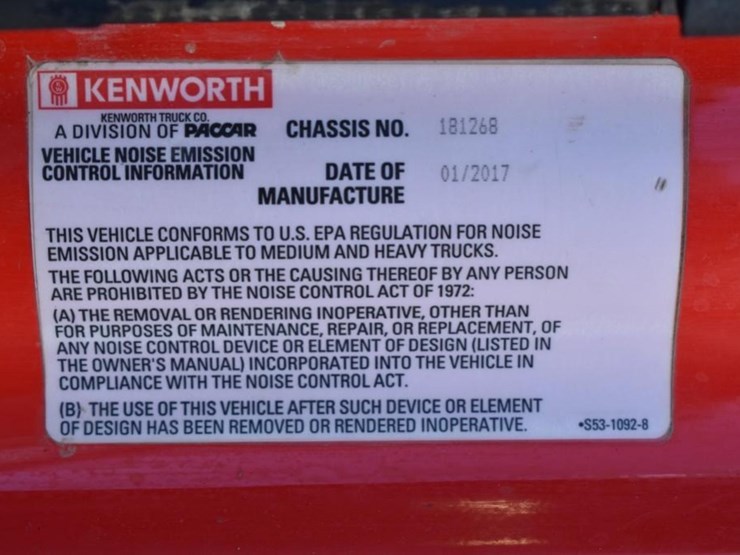 KENWORTH
KENWORTH TRUCK CO.
A DIVISION OF PACCAR
CHASSIS NO. 181268
VEHICLE NOISE EMISSION
CONTROL INFORMATION
DATE OF
MANUFACTURE
01/2017
THIS VEHICLE CONFORMS TO U.S. EPA REGULATION FOR NOISE
EMISSION APPLICABLE TO MEDIUM AND HEAVY TRUCKS.
THE FOLLOWING ACTS OR THE CAUSING THEREOF BY ANY PERSON
ARE PROHIBITED BY THE NOISE CONTROL ACT OF 1972:
(A) THE REMOVAL OR RENDERING INOPERATIVE, OTHER THAN
FOR PURPOSES OF MAINTENANCE, REPAIR, OR REPLACEMENT, OF
ANY NOISE CONTROL DEVICE OR ELEMENT OF DESIGN (LISTED IN
THE OWNER'S MANUAL) INCORPORATED INTO THE VEHICLE IN
COMPLIANCE WITH THE NOISE CONTROL ACT.
(B) THE USE OF THIS VEHICLE AFTER SUCH DEVICE OR ELEMENT
OF DESIGN HAS BEEN REMOVED OR RENDERED INOPERATIVE.
•S53-1092-8